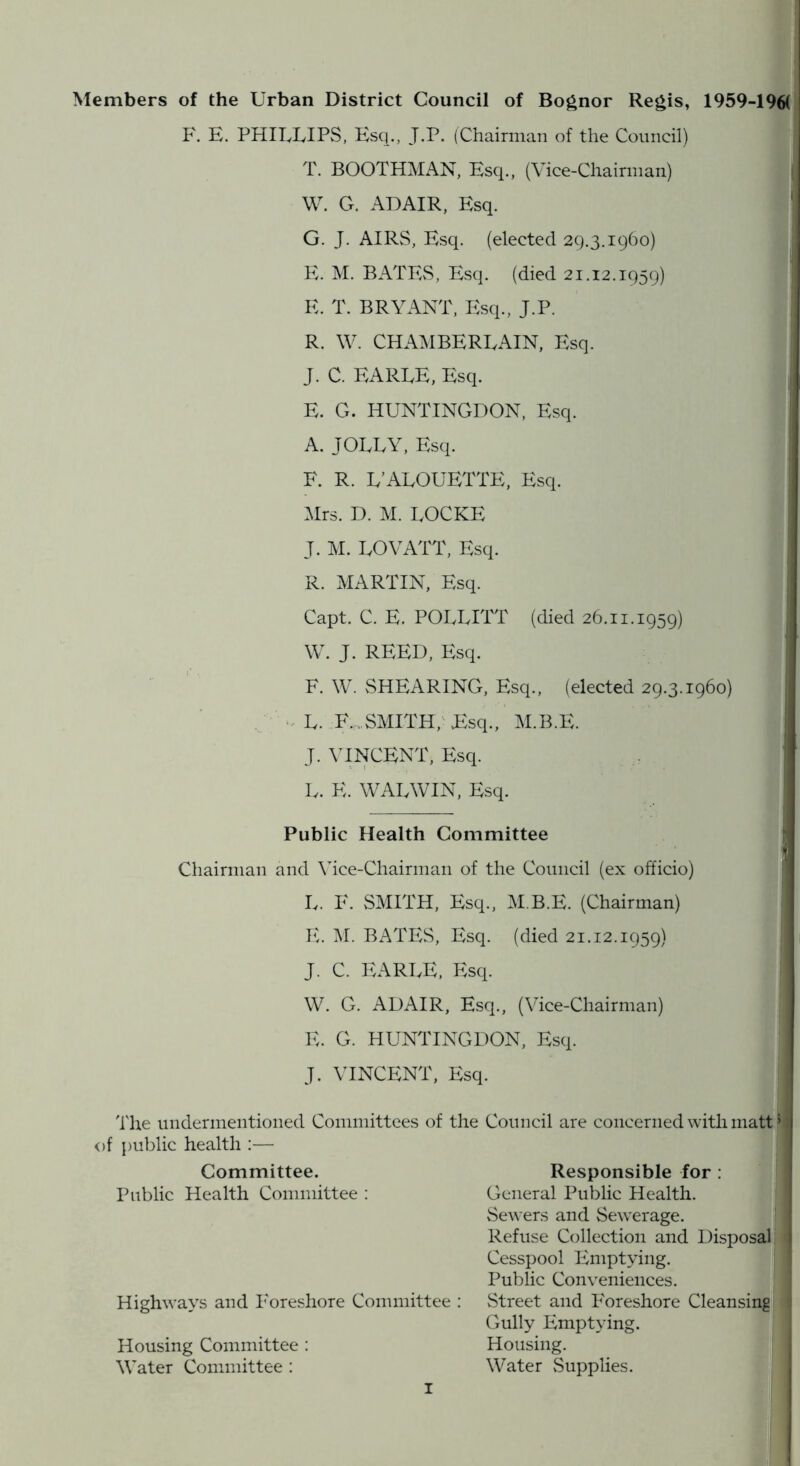 Members of the Urban District Council of Bognor Regis, 1959-196
F. E. PHILLIPS, Esq., J.P. (Chairman of the Council)
T. BOOTHMAN, Esq., (Vice-Chairman)
W. G. ADAIR, Esq.
G. J. AIRS, Esq. (elected 29.3.1960)
E. M. BATES, Esq. (died 21.12.1959)
E. T. BRYANT, Esq., J.P.
R. W. CHAMBERLAIN, Esq.
J. C. EARLE, Esq.
E. G. HUNTINGDON, Esq.
A. JOLLY, Esq.
F. R. L'ALOUETTE, Esq.
Mrs. D. M. LOCKE
J. M. LOVATT, Esq.
R. MARTIN, Esq.
Capt. C. E. POLLITT (died 26.11.1959)
W. J. REED, Esq.
F. W. SHEARING, Esq., (elected 29.3.1960)
L. F. SMITH, Esq., M.B.E.
J. VINCENT, Esq.
L. E. WALWIN, Esq.
Public Health Committee
Chairman and Vice-Chairman of the Council (ex officio)
L. F. SMITH, Esq., M.B.E. (Chairman)
E. M. BATES, Esq. (died 21.12.1959)
J. C. EARLE, Esq.
W. G. ADAIR, Esq., (Vice-Chairman)
E. G. HUNTINGDON, Esq.
J. VINCENT, Esq.
The undermentioned Committees of the Council are concerned with matt
of public health :—
Committee. Responsible for :
Public Health Committee : General Public Health.
Sewers and Sewerage.
Refuse Collection and Disposal
Cesspool Emptying.
Public Conveniences.
Highways and Foreshore Committee : Street and Foreshore Cleansing
Gully Emptying.
Housing Committee : Housing.
Water Committee : Water Supplies.
1